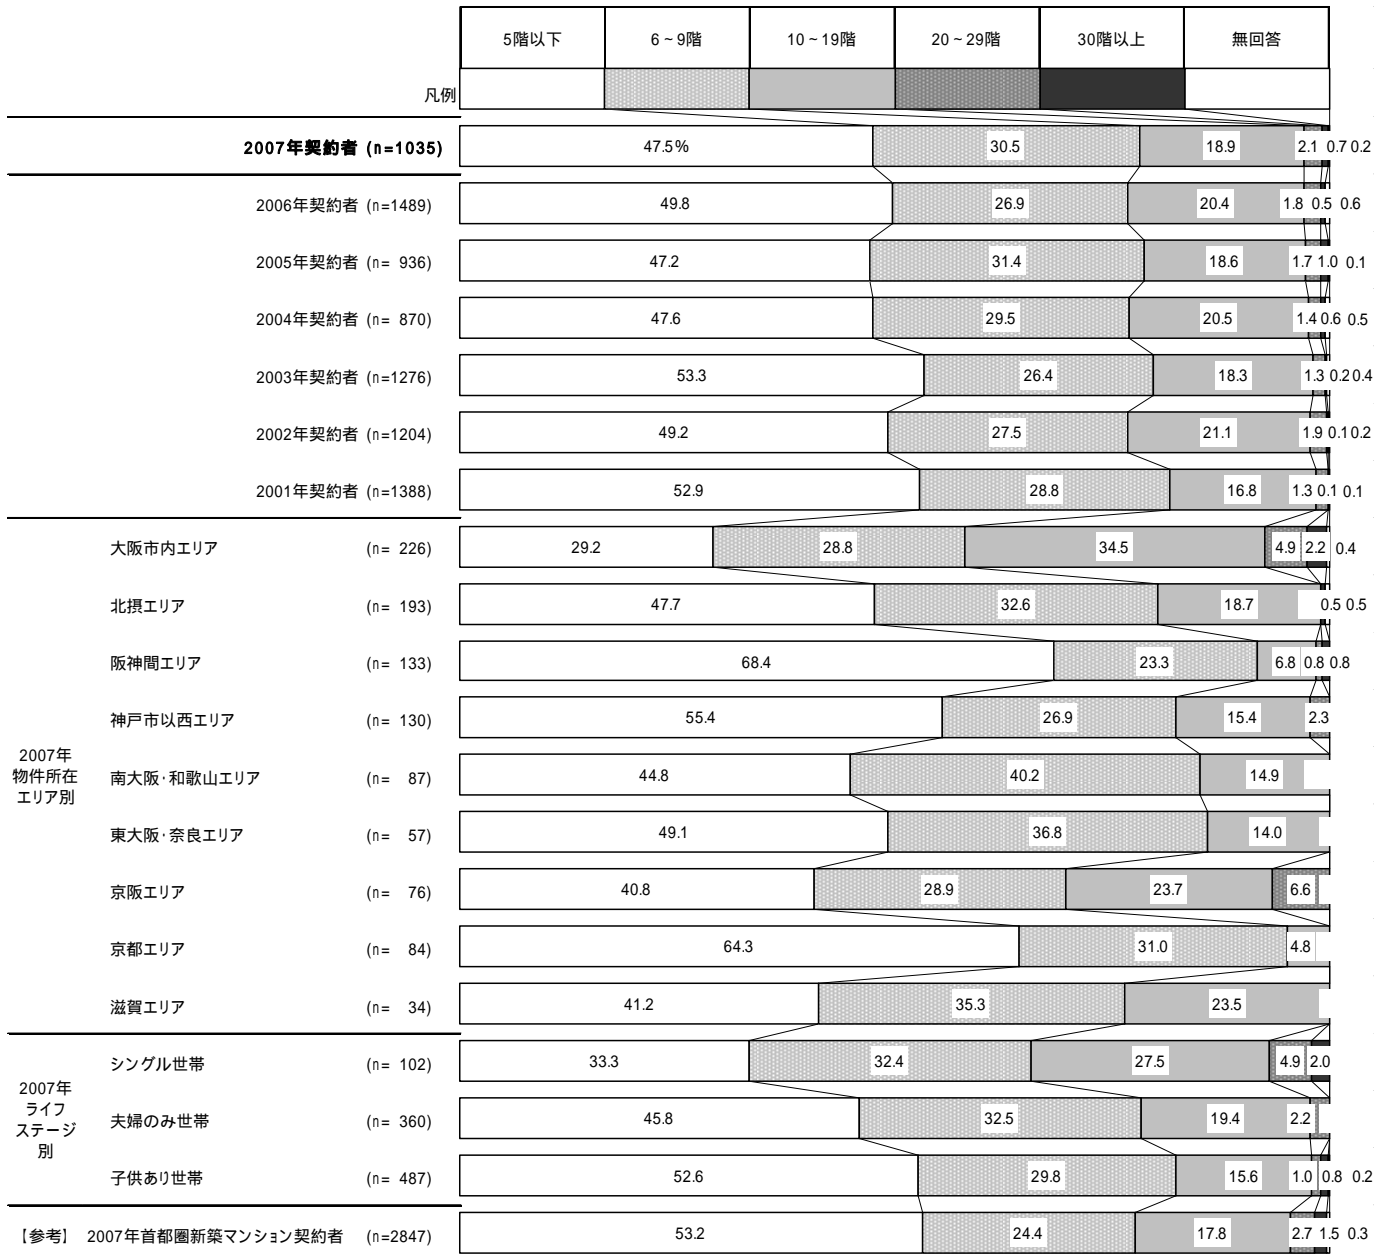 5階以下 6～9階 10～19階 20～29階 30階以上 無回答
凡例
2007年契約者 (n=1035) 47.5% 30.5 18.9 2.1 0.7 0.2
2006年契約者 (n=1489) 49.8 26.9 20.4 1.8 0.5 0.6
2005年契約者 (n= 936) 47.2 31.4 18.6 1.7 1.0 0.1
2004年契約者 (n= 870) 47.6 29.5 20.5 1.4 0.6 0.5
2003年契約者 (n=1276) 53.3 26.4 18.3 1.3 0.2 0.4
2002年契約者 (n=1204) 49.2 27.5 21.1 1.9 0.1 0.2
2001年契約者 (n=1388) 52.9 28.8 16.8 1.3 0.1 0.1
2007年
物件所在
エリア別
大阪市内エリア (n= 226) 29.2 28.8 34.5 4.9 2.2 0.4
北摂エリア (n= 193) 47.7 32.6 18.7 0.5 0.5
阪神間エリア (n= 133) 68.4 23.3 6.8 0.8 0.8
神戸市以西エリア (n= 130) 55.4 26.9 15.4 2.3
南大阪･和歌山エリア (n= 87) 44.8 40.2 14.9
東大阪･奈良エリア (n= 57) 49.1 36.8 14.0
京阪エリア (n= 76) 40.8 28.9 23.7 6.6
京都エリア (n= 84) 64.3 31.0 4.8
滋賀エリア (n= 34) 41.2 35.3 23.5
2007年
ライフ
ステージ
別
シングル世帯 (n= 102) 33.3 32.4 27.5 4.9 2.0
夫婦のみ世帯 (n= 360) 45.8 32.5 19.4 2.2
子供あり世帯 (n= 487) 52.6 29.8 15.6 1.0 0.8 0.2
【参考】 2007年首都圏新築マンション契約者 (n=2847) 53.2 24.4 17.8 2.7 1.5 0.3